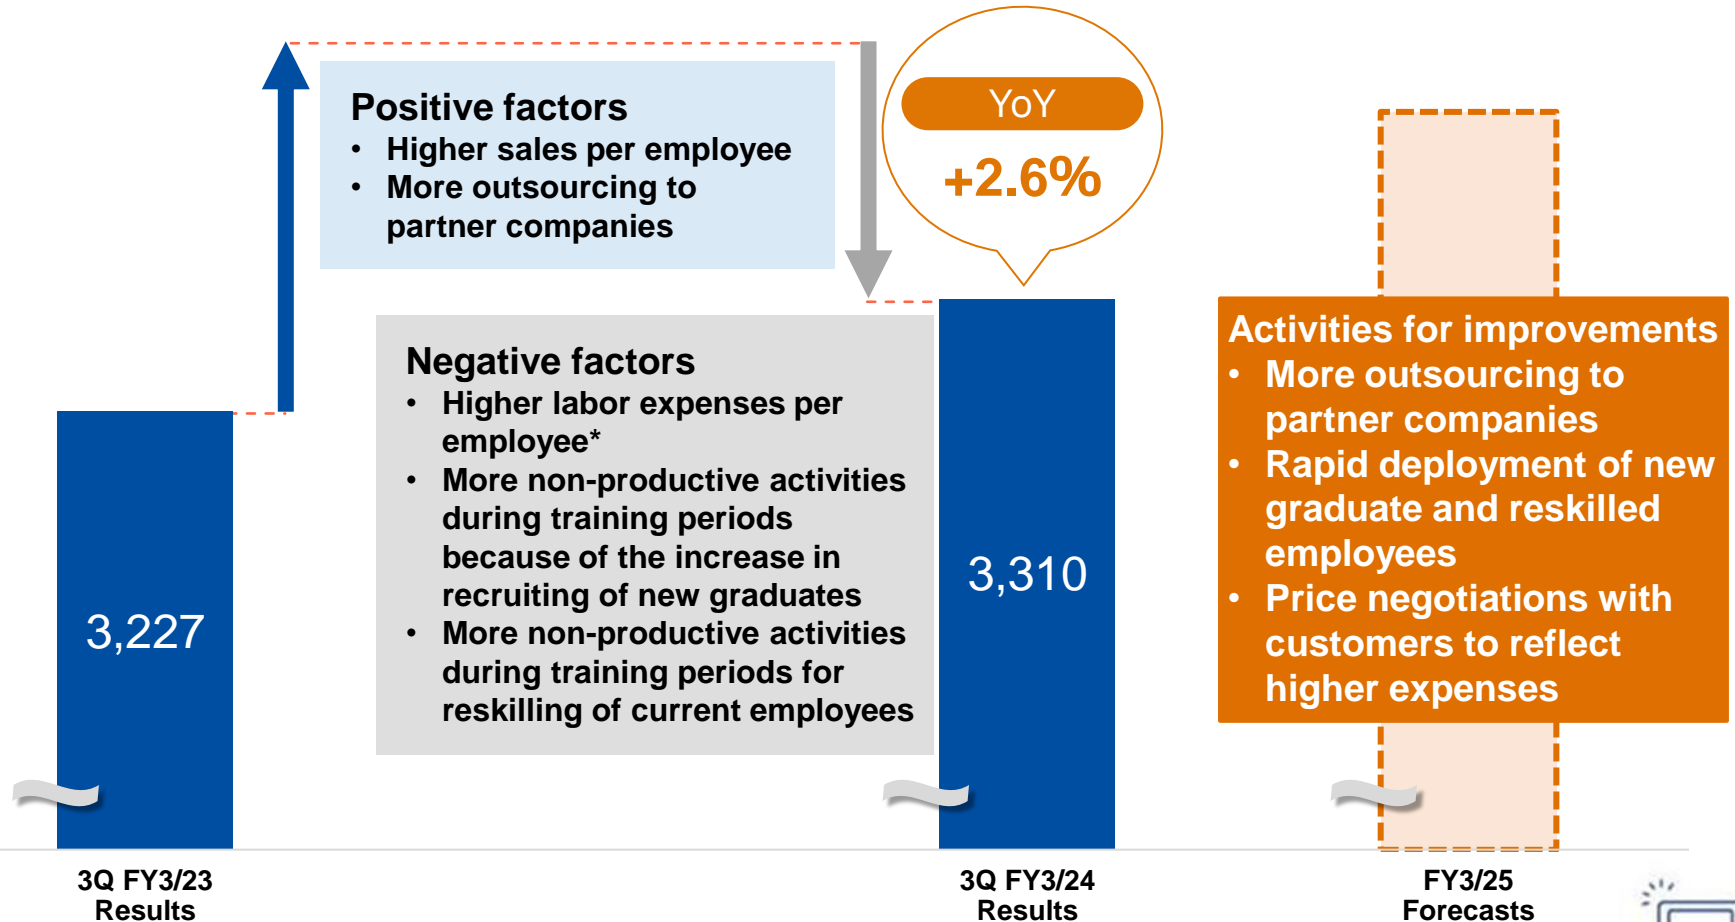 Positive factors
• Higher sales per employee
• More outsourcing to
partner companies
YoY
+2.6%
Negative factors
• Higher labor expenses per
employee*
• More non-productive activities
during training periods
because of the increase in
recruiting of new graduates
• More non-productive activities
during training periods for
reskilling of current employees
Activities for improvements
• More outsourcing to
partner companies
• Rapid deployment of new
graduate and reskilled
employees
• Price negotiations with
customers to reflect
higher expenses
3,227
3,310
3Q FY3/23
Results
3Q FY3/24
Results
FY3/25
Forecasts